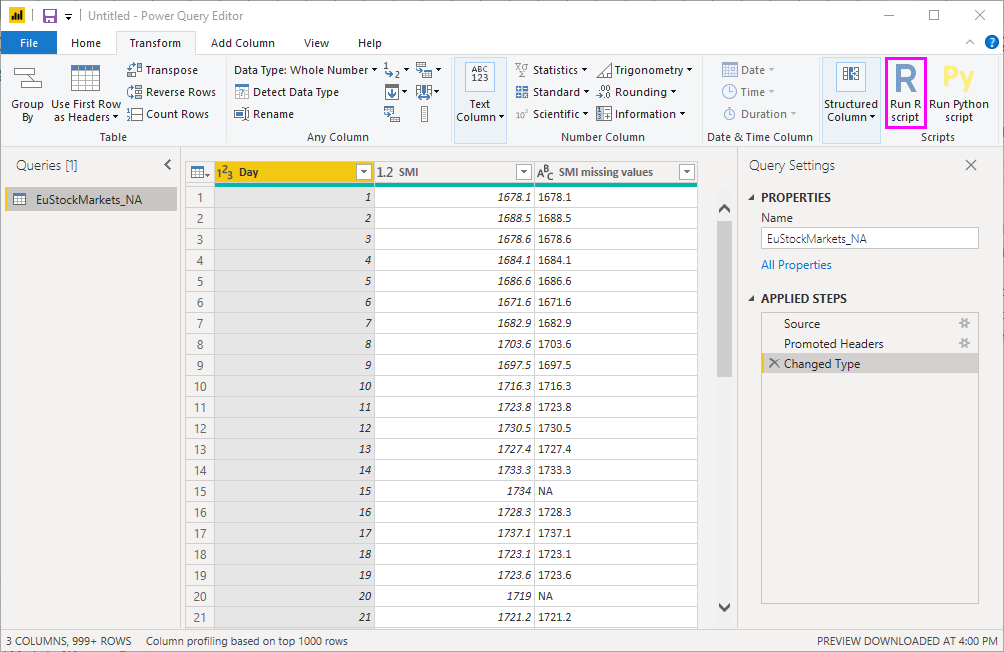 Untitled - Power Query Editor
File Home Transform Add Column View Help ?
Group By
Use First Row as Headers
Transpose
Reverse Rows
Count Rows
Table
Data Type: Whole Number
Detect Data Type
Rename
1 2
Any Column
ABC 123
Text Column
Statistics
Standard
10² Scientific
Trigonometry
.00 Rounding
Information
Number Column
Date
Time
Duration
Date & Time Column
Structured Column
R
Run R script
Py
Run Python script
Scripts
Queries [1]
EuStockMarkets_NA
1²3 Day 1.2 SMI ABC SMI missing values
1 1 1678.1 1678.1
2 2 1688.5 1688.5
3 3 1678.6 1678.6
4 4 1684.1 1684.1
5 5 1686.6 1686.6
6 6 1671.6 1671.6
7 7 1682.9 1682.9
8 8 1703.6 1703.6
9 9 1697.5 1697.5
10 10 1716.3 1716.3
11 11 1723.8 1723.8
12 12 1730.5 1730.5
13 13 1727.4 1727.4
14 14 1733.3 1733.3
15 15 1734 NA
16 16 1728.3 1728.3
17 17 1737.1 1737.1
18 18 1723.1 1723.1
19 19 1723.6 1723.6
20 20 1719 NA
21 21 1721.2 1721.2
Query Settings
PROPERTIES
Name
EuStockMarkets_NA
All Properties
APPLIED STEPS
Source
Promoted Headers
Changed Type
3 COLUMNS, 999+ ROWS Column profiling based on top 1000 rows PREVIEW DOWNLOADED AT 4:00 PM